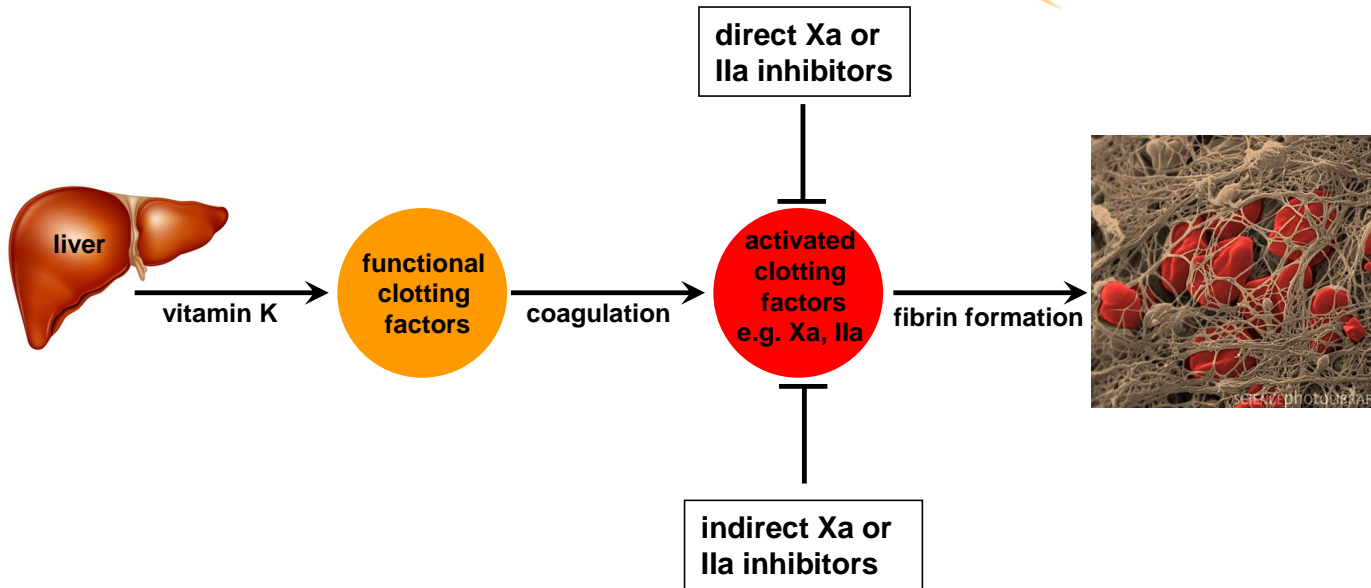 direct Xa or
IIa inhibitors
liver
vitamin K
functional
clotting
factors
coagulation
activated
clotting
factors
e.g. Xa, IIa
fibrin formation
SCIENCEphotoLIBRAR
indirect Xa or
IIa inhibitors